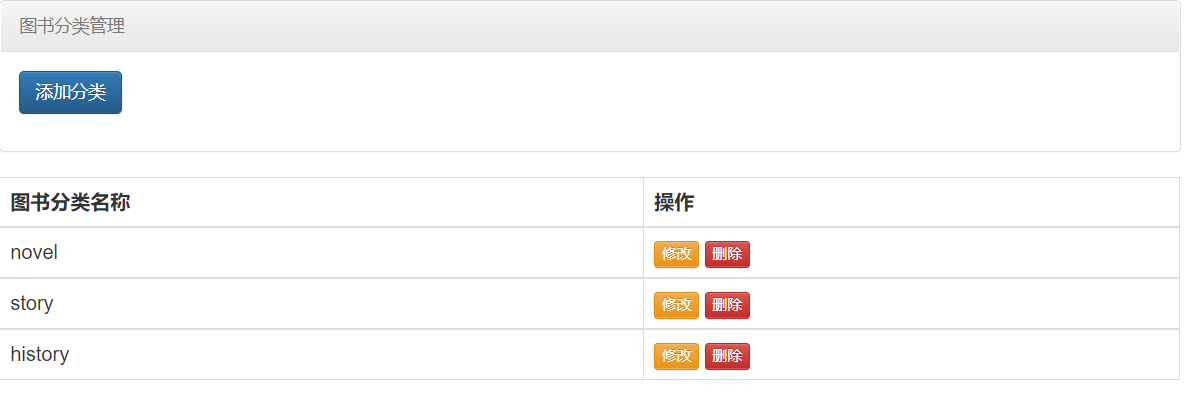 图书分类管理
添加分类
图书分类名称 操作
novel 修改 删除
story 修改 删除
history 修改 删除